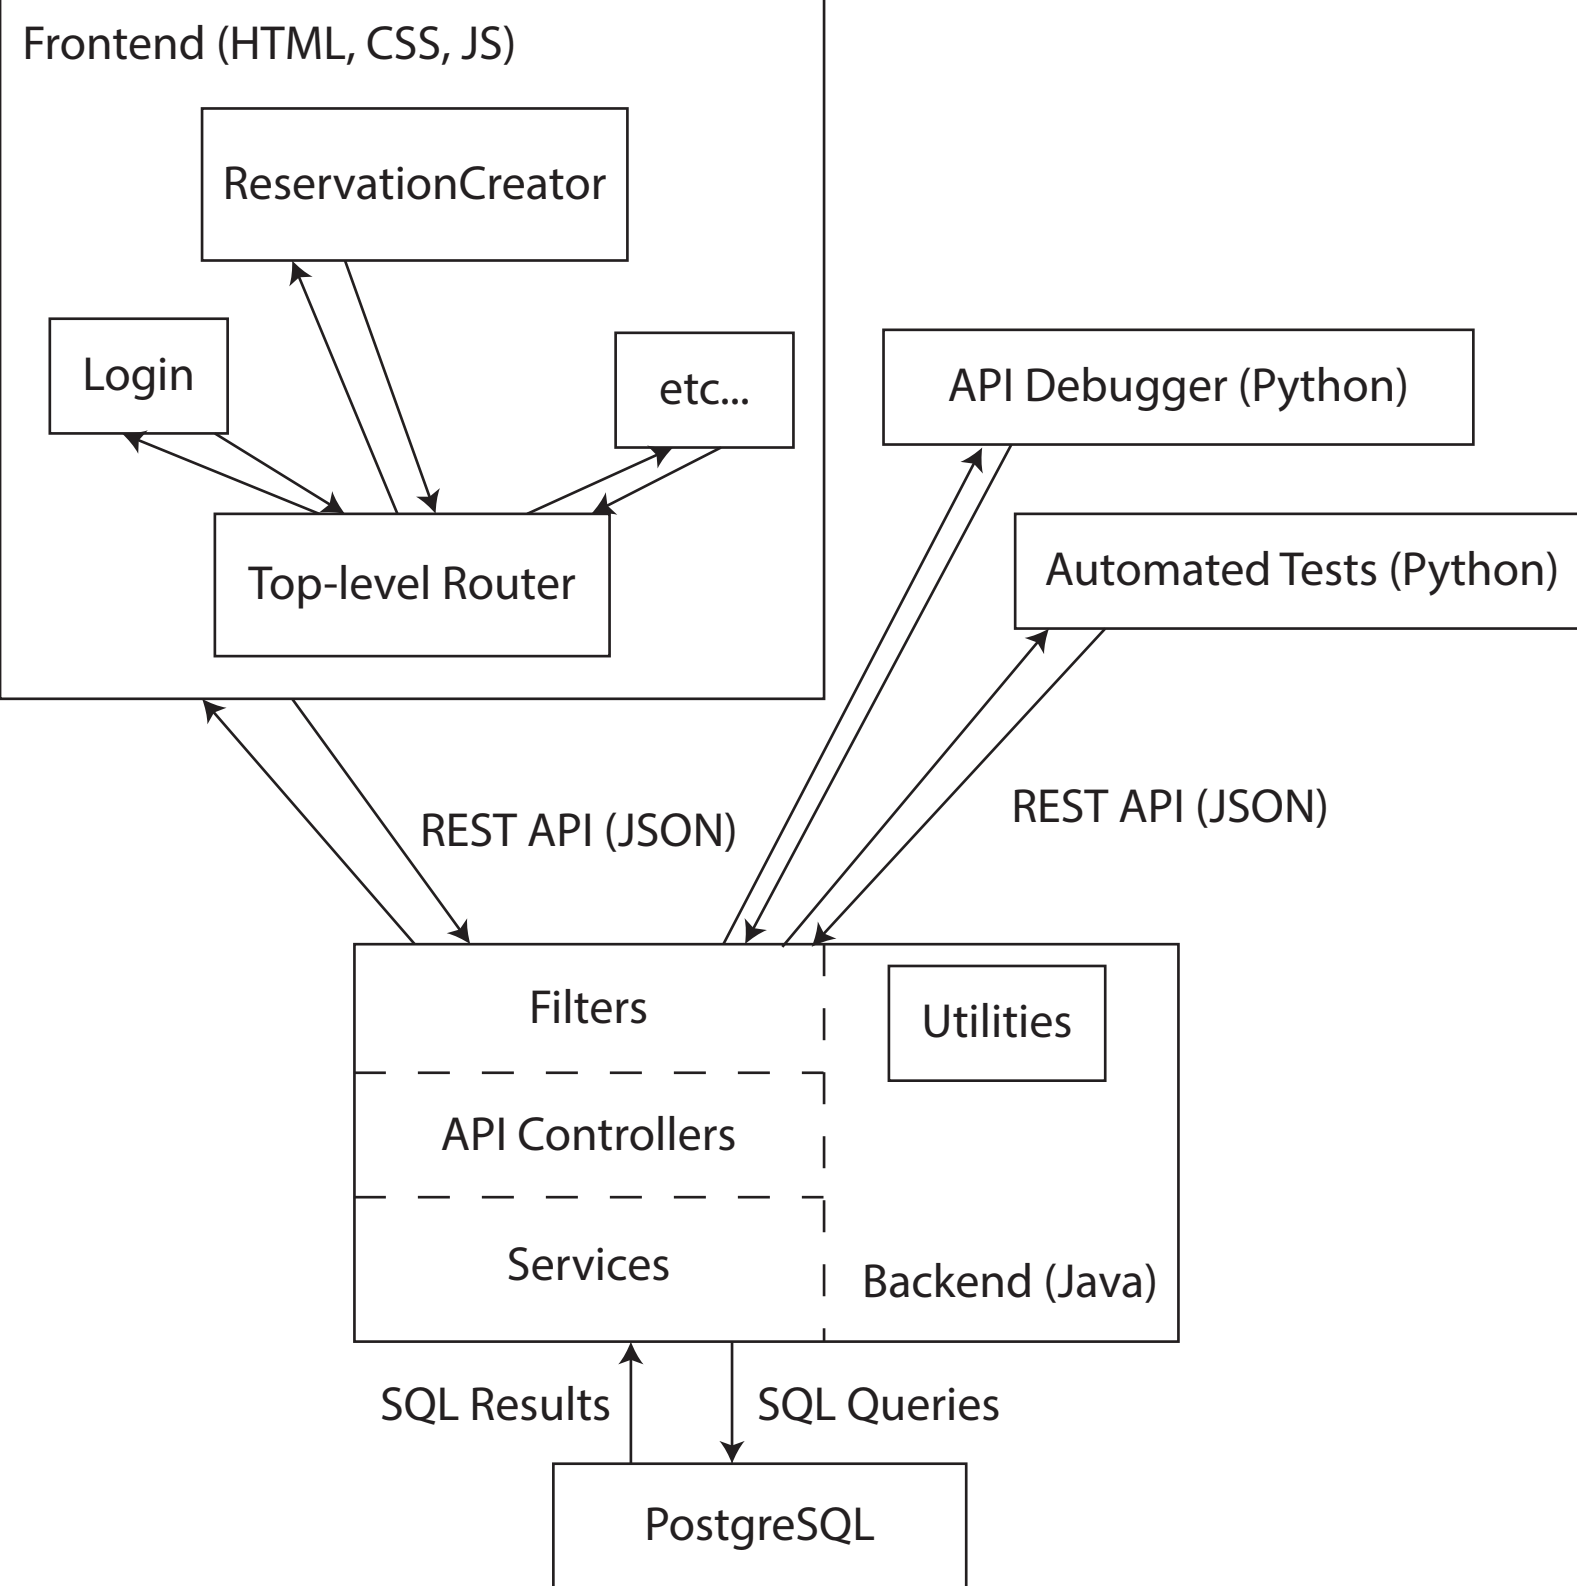 Frontend (HTML, CSS, JS)
ReservationCreator
Login
etc...
API Debugger (Python)
Top-level Router
Automated Tests (Python)
REST API (JSON)
REST API (JSON)
Filters
Utilities
API Controllers
Services
Backend (Java)
SQL Results
SQL Queries
PostgreSQL